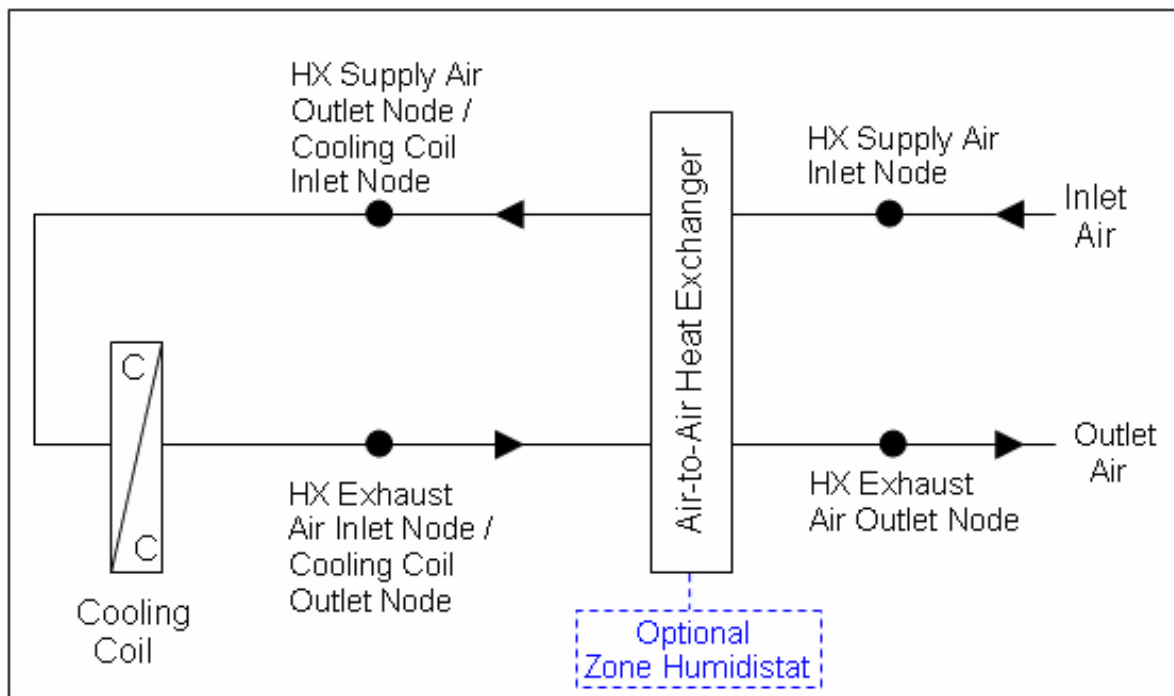 HX Supply Air
Outlet Node /
Cooling Coil
Inlet Node
HX Supply Air
Inlet Node
Inlet
Air
Air-to-Air Heat Exchanger
C
C
Cooling
Coil
HX Exhaust
Air Inlet Node /
Cooling Coil
Outlet Node
HX Exhaust
Air Outlet Node
Outlet
Air
Optional
Zone Humidistat